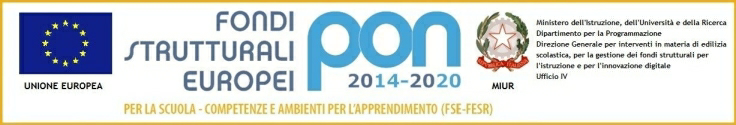 UNIONE EUROPEA
FONDI
STRUTTURALI
EUROPEI
pon
2014-2020
MIUR
Ministero dell'Istruzione, dell'Università e della Ricerca
Dipartimento per la Programmazione
Direzione Generale per interventi in materia di edilizia
scolastica, per la gestione dei fondi strutturali per
l'istruzione e per l'innovazione digitale
Ufficio IV
PER LA SCUOLA - COMPETENZE E AMBIENTI PER L'APPRENDIMENTO (FSE-FESR)